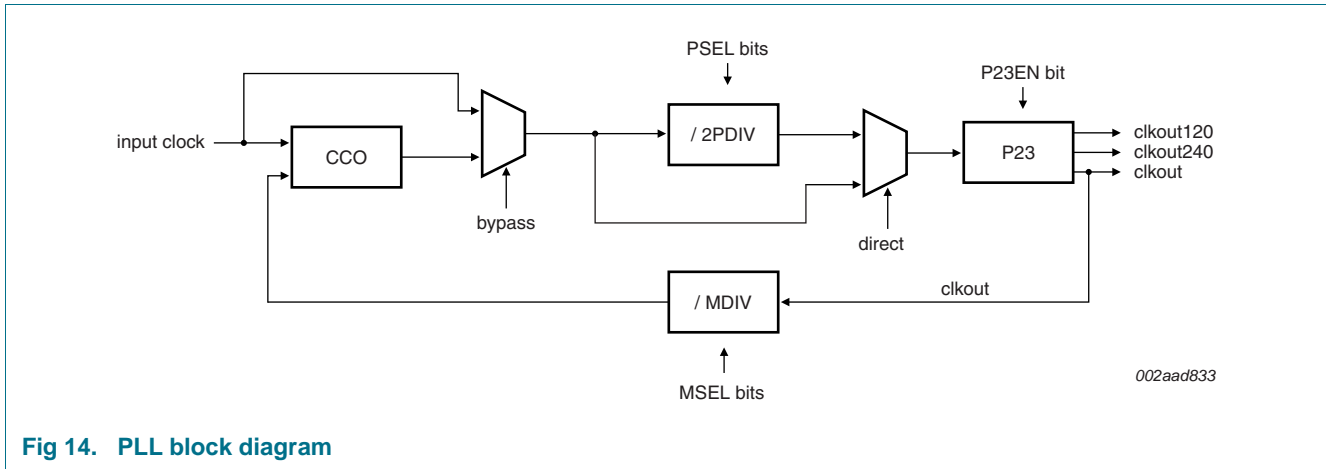 PSEL bits
P23EN bit
input clock
CCO
/ 2PDIV
P23
clkout120
clkout240
clkout
bypass
direct
clkout
/ MDIV
MSEL bits
002aad833
Fig 14. PLL block diagram